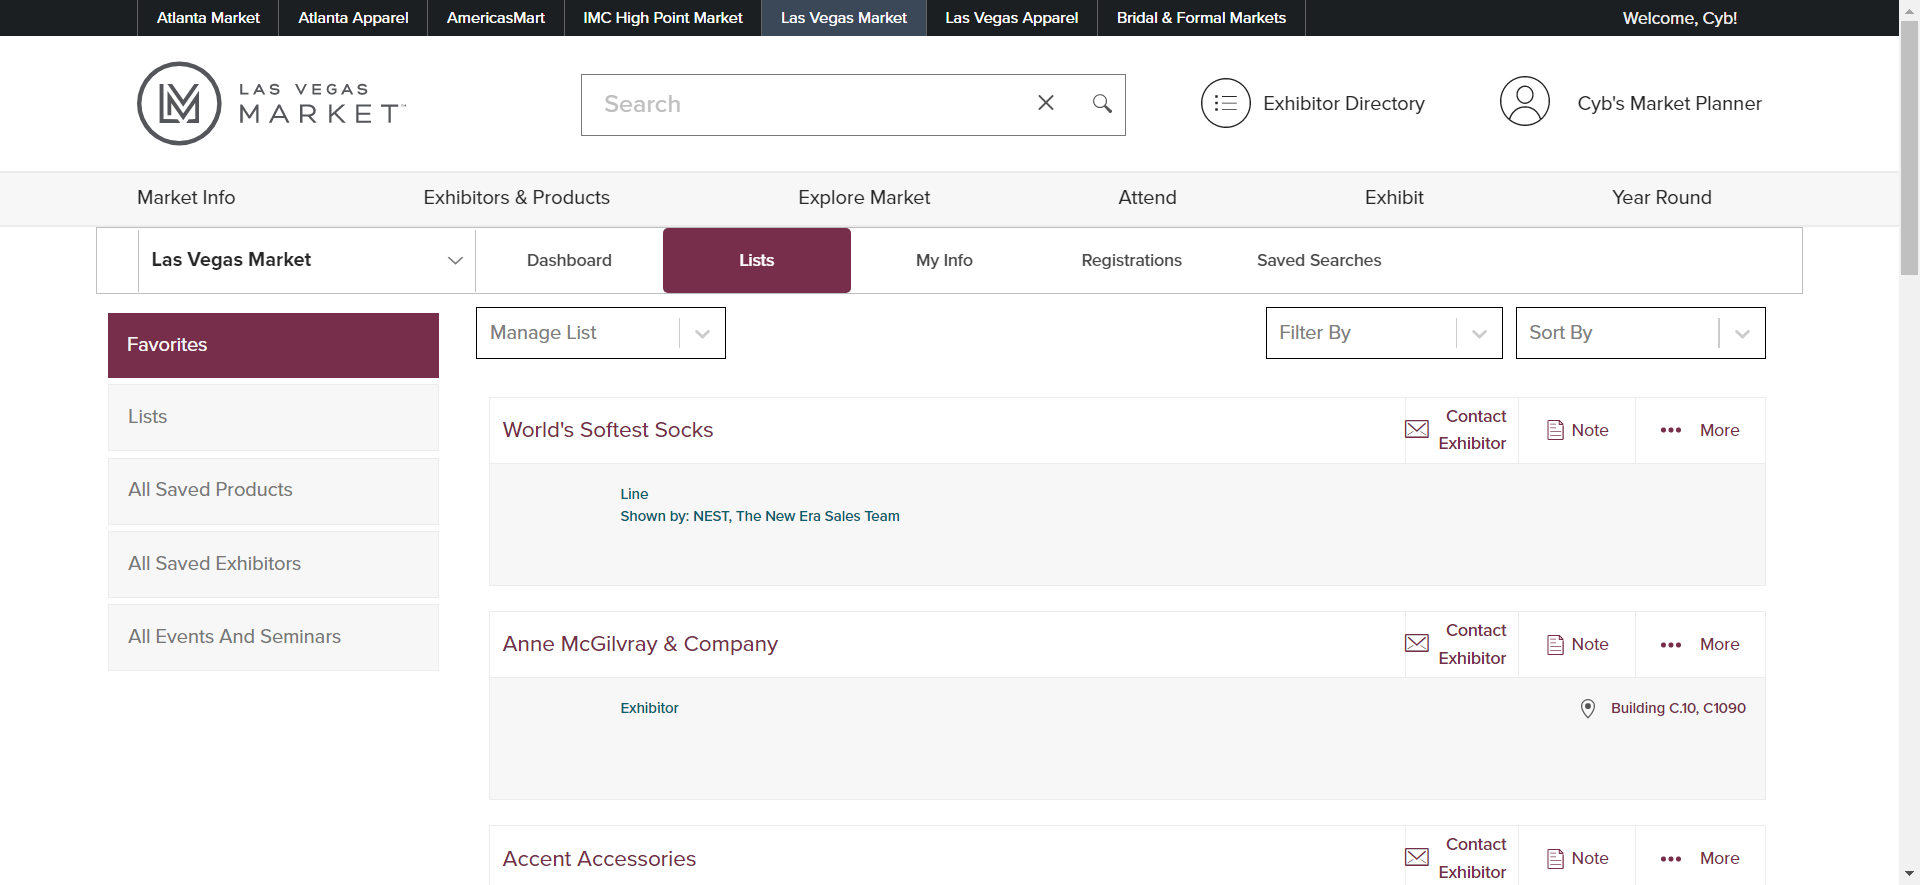 Atlanta Market
Atlanta Apparel
AmericasMart
IMC High Point Market
Las Vegas Market
Las Vegas Apparel
Bridal & Formal Markets
Welcome, Cyb!
LAS VEGAS
MARKET™
Search
Exhibitor Directory
Cyb's Market Planner
Market Info
Exhibitors & Products
Explore Market
Attend
Exhibit
Year Round
Las Vegas Market
Dashboard
Lists
My Info
Registrations
Saved Searches
Favorites
Lists
All Saved Products
All Saved Exhibitors
All Events And Seminars
Manage List
Filter By
Sort By
World's Softest Socks
Contact
Exhibitor
Note
More
Line
Shown by: NEST, The New Era Sales Team
Anne McGilvray & Company
Contact
Exhibitor
Note
More
Exhibitor
Building C.10, C1090
Accent Accessories
Contact
Exhibitor
Note
More